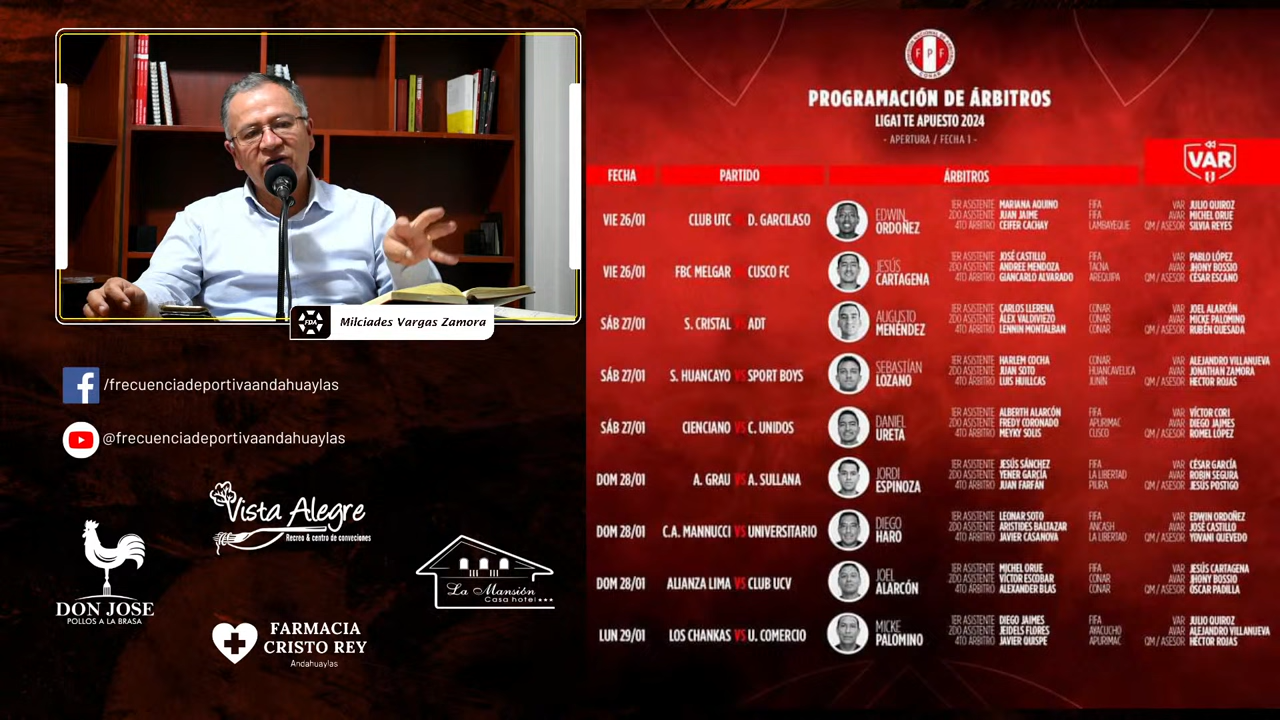 FDA
Milciades Vargas Zamora
/frecuenciadeportivaandahuaylas
@frecuenciadeportivaandahuaylas
Vista Alegre
Recreo & centro de conveciones
DON JOSE
POLLOS A LA BRASA
La Mansión
Casa hotel★★★
FARMACIA
CRISTO REY
Andahuaylas
FPF
CONAR
PROGRAMACIÓN DE ÁRBITROS
LIGA1 TE APUESTO 2024
- APERTURA / FECHA 1 -
FECHA PARTIDO ÁRBITROS VAR
VIE 26/01 CLUB UTC D. GARCILASO EDWIN ORDOÑEZ
1ER ASISTENTE MARIANA AQUINO FIFA VAR JULIO QUIROZ
2DO ASISTENTE JUAN JAIME FIFA AVAR MICHEL ORUE
4TO ÁRBITRO CEIFER CACHAY LAMBAYEQUE QM / ASESOR SILVIA REYES
VIE 26/01 FBC MELGAR CUSCO FC JESÚS CARTAGENA
1ER ASISTENTE JOSÉ CASTILLO FIFA VAR PABLO LÓPEZ
2DO ASISTENTE ANDREE MENDOZA TACNA AVAR JHONY BOSSIO
4TO ÁRBITRO GIANCARLO ALVARADO AREQUIPA QM / ASESOR CÉSAR ESCANO
SÁB 27/01 S. CRISTAL VS ADT AUGUSTO MENÉNDEZ
1ER ASISTENTE CARLOS LLERENA CONAR VAR JOEL ALARCÓN
2DO ASISTENTE ÁLEX VALDIVIEZO CONAR AVAR MICKE PALOMINO
4TO ÁRBITRO LENNIN MONTALBAN CONAR QM / ASESOR RUBÉN QUESADA
SÁB 27/01 S. HUANCAYO VS SPORT BOYS SEBASTÍAN LOZANO
1ER ASISTENTE HARLEM COCHA CONAR VAR ALEJANDRO VILLANUEVA
2DO ASISTENTE JUAN SOTO HUANCAVELICA AVAR JONATHAN ZAMORA
4TO ÁRBITRO LUIS HUILLCAS JUNÍN QM / ASESOR HECTOR ROJAS
SÁB 27/01 CIENCIANO VS C. UNIDOS DANIEL URETA
1ER ASISTENTE ALBERTH ALARCÓN FIFA VAR VÍCTOR CORI
2DO ASISTENTE FREDY CORONADO APURIMAC AVAR DIEGO JAIMES
4TO ÁRBITRO MEYKY SOLIS CUSCO QM / ASESOR ROMEL LÓPEZ
DOM 28/01 A. GRAU VS A. SULLANA JORDI ESPINOZA
1ER ASISTENTE JESÚS SÁNCHEZ FIFA VAR CÉSAR GARCÍA
2DO ASISTENTE YENER GARCÍA LA LIBERTAD AVAR ROBIN SEGURA
4TO ÁRBITRO JUAN FARFÁN PIURA QM / ASESOR JESÚS POSTIGO
DOM 28/01 C.A. MANNUCCI VS UNIVERSITARIO DIEGO HARO
1ER ASISTENTE LEONAR SOTO FIFA VAR EDWIN ORDOÑEZ
2DO ASISTENTE ARISTIDES BALTAZAR ANCASH AVAR JOSÉ CASTILLO
4TO ÁRBITRO JAVIER CASANOVA LA LIBERTAD QM / ASESOR YOVANI QUEVEDO
DOM 28/01 ALIANZA LIMA VS CLUB UCV JOEL ALARCÓN
1ER ASISTENTE MICHEL ORUE FIFA VAR JESÚS CARTAGENA
2DO ASISTENTE VÍCTOR ESCOBAR CONAR AVAR JHONY BOSSIO
4TO ÁRBITRO ALEXANDER BLAS CONAR QM / ASESOR ÓSCAR PADILLA
LUN 29/01 LOS CHANKAS VS U. COMERCIO MICKE PALOMINO
1ER ASISTENTE DIEGO JAIMES FIFA VAR JULIO QUIROZ
2DO ASISTENTE JEIDELS FLORES AYACUCHO AVAR ALEJANDRO VILLANUEVA
4TO ÁRBITRO JAVIER QUISPE APURIMAC QM / ASESOR HÉCTOR ROJAS